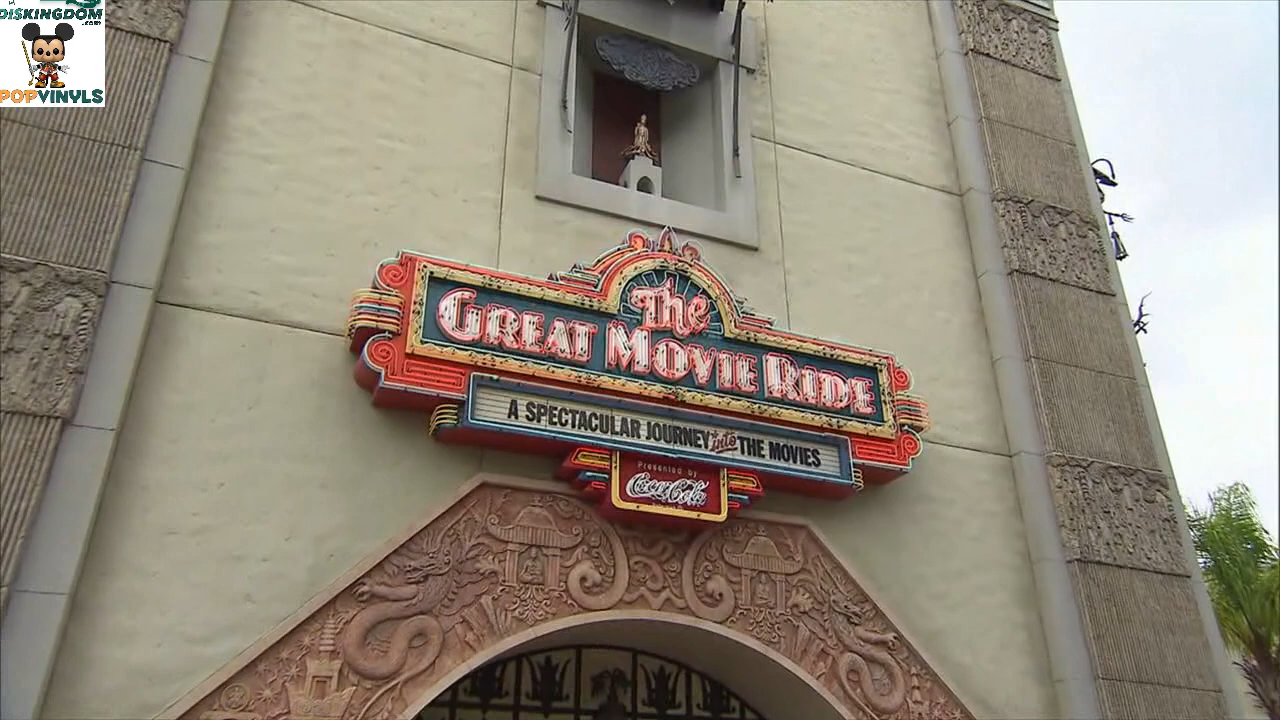 DISKINGDOM
.com
POPVINYLS
The
GREAT MOVIE RIDE
A SPECTACULAR JOURNEY into THE MOVIES
Presented by
Coca-Cola